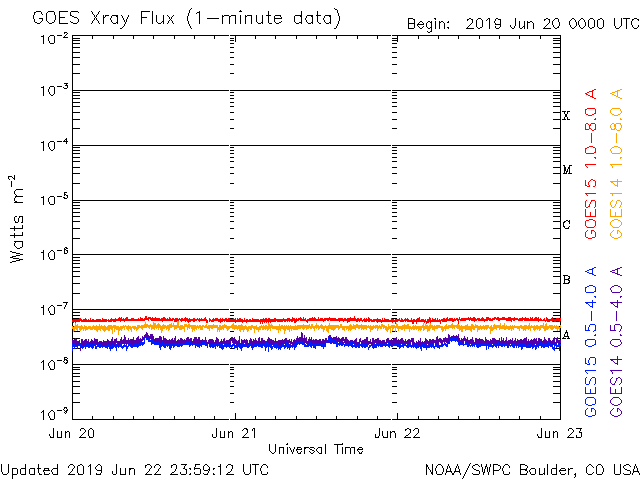 GOES Xray Flux (1-minute data)
Begin: 2019 Jun 20 0000 UTC
Watts m⁻²
10⁻²
10⁻³
10⁻⁴
10⁻⁵
10⁻⁶
10⁻⁷
10⁻⁸
10⁻⁹
X
M
C
B
A
GOES15 1.0-8.0 A
GOES14 1.0-8.0 A
GOES15 0.5-4.0 A
GOES14 0.5-4.0 A
Jun 20 Jun 21 Jun 22 Jun 23
Universal Time
Updated 2019 Jun 22 23:59:12 UTC
NOAA/SWPC Boulder, CO USA